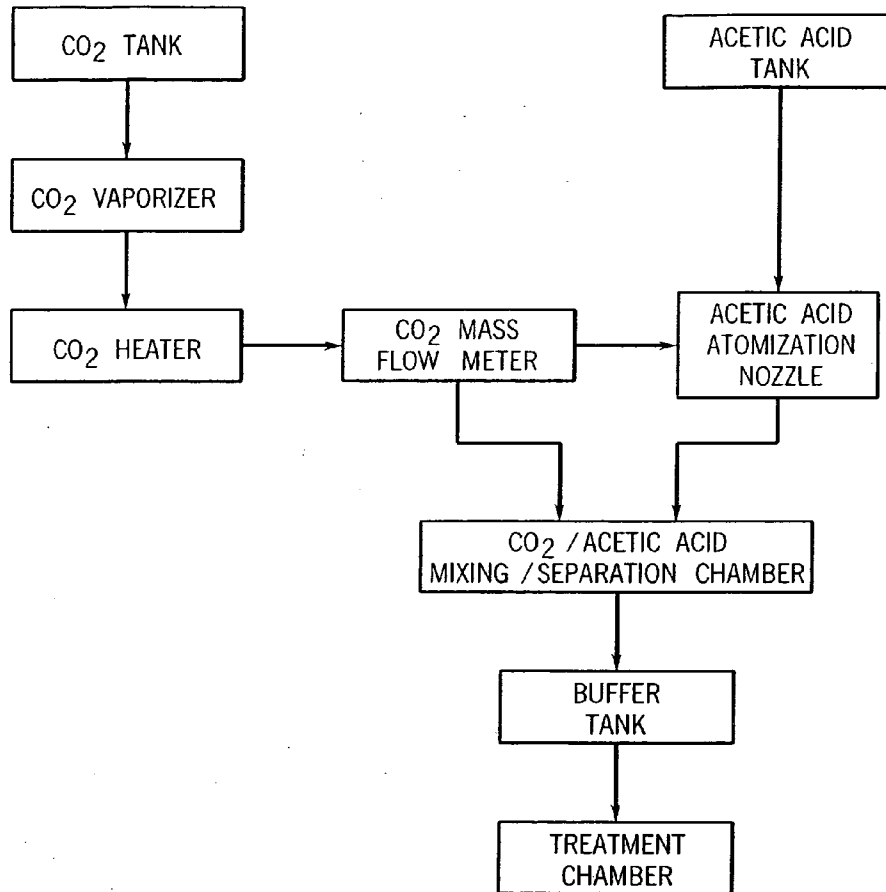 CO2 TANK
ACETIC ACID
TANK
CO2 VAPORIZER
CO2 HEATER
CO2 MASS
FLOW METER
ACETIC ACID
ATOMIZATION
NOZZLE
CO2 / ACETIC ACID
MIXING / SEPARATION CHAMBER
BUFFER
TANK
TREATMENT
CHAMBER